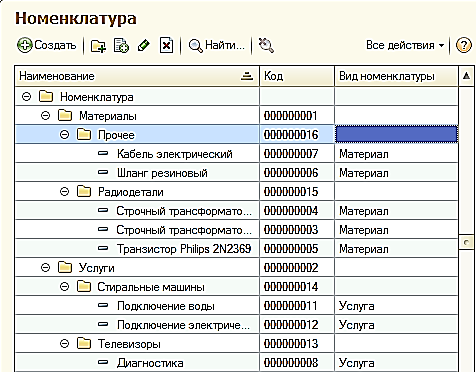 Номенклатура
Создать Найти... Все действия ?
Наименование Код Вид номенклатуры
Номенклатура
Материалы 000000001
Прочее 000000016
Кабель электрический 000000007 Материал
Шланг резиновый 000000006 Материал
Радиодетали 000000015
Строчный трансформато... 000000004 Материал
Строчный трансформато... 000000003 Материал
Транзистор Philips 2N2369 000000005 Материал
Услуги 000000002
Стиральные машины 000000014
Подключение воды 000000011 Услуга
Подключение электриче... 000000012 Услуга
Телевизоры 000000013
Диагностика 000000008 Услуга